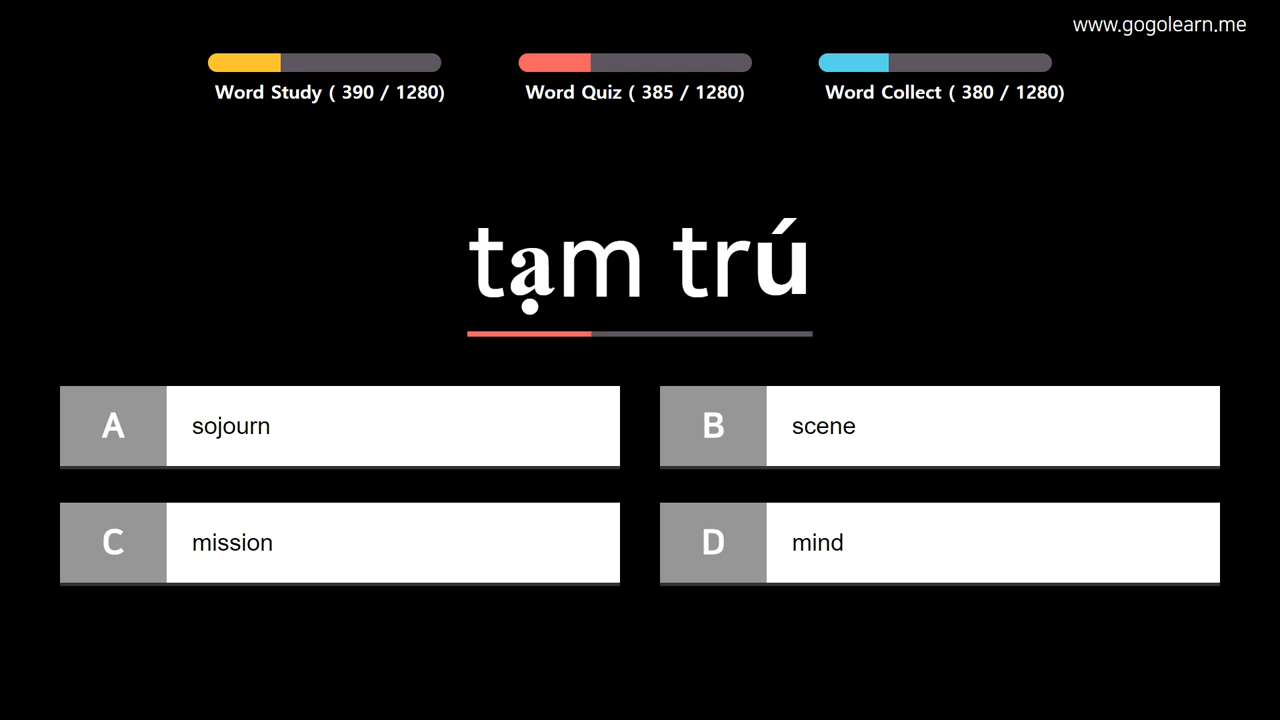 www.gogolearn.me
Word Study ( 390 / 1280)
Word Quiz ( 385 / 1280)
Word Collect ( 380 / 1280)
tạm trú
A sojourn
B scene
C mission
D mind